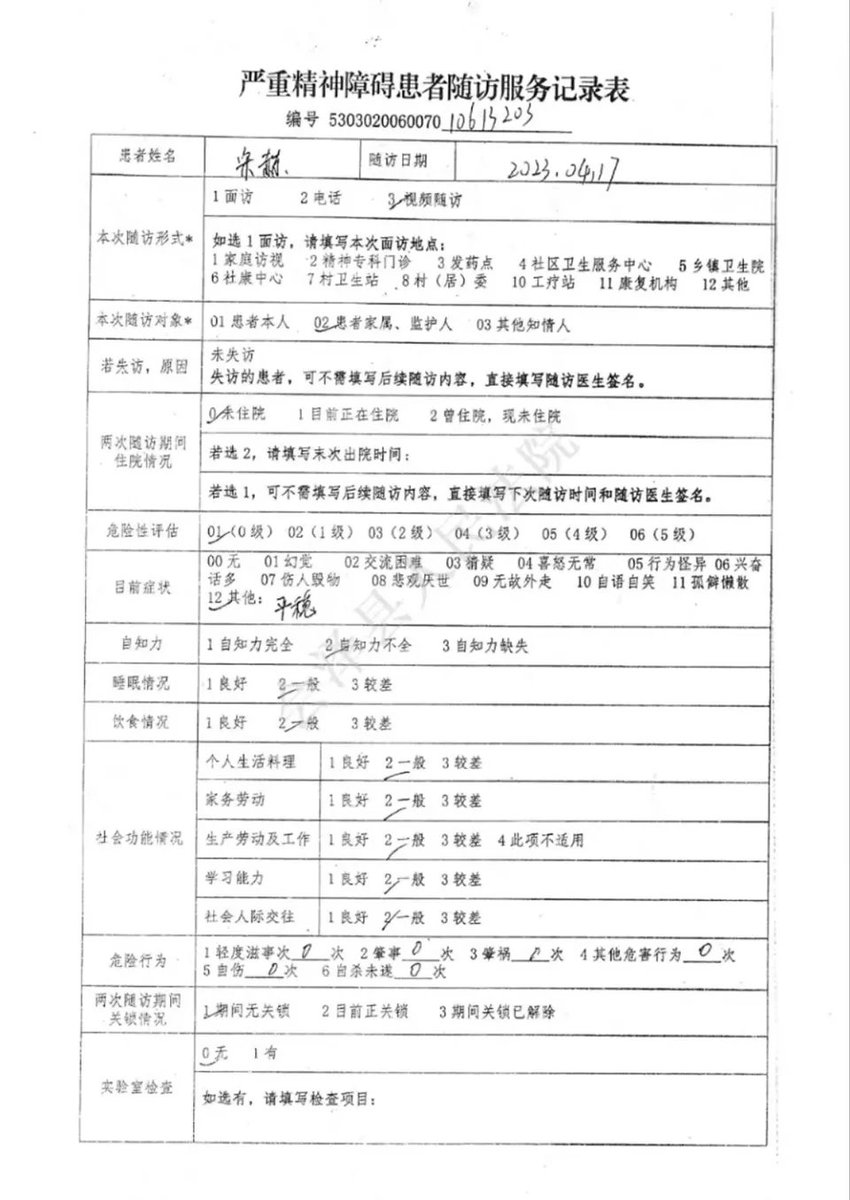 严重精神障碍患者随访服务记录表
编号 5303020060070 10613203
患者姓名 宋赫 随访日期 2023.04.17
本次随访形式*
1面访 2电话 3视频随访
如选1面访，请填写本次面访地点：
1家庭访视 2精神专科门诊 3发药点 4社区卫生服务中心 5乡镇卫生院
6社康中心 7村卫生站 8村（居）委 10工疗站 11康复机构 12其他
本次随访对象* 01患者本人 02患者家属、监护人 03其他知情人
若失访，原因
未失访
失访的患者，可不需填写后续随访内容，直接填写随访医生签名。
两次随访期间
住院情况
0未住院 1目前正在住院 2曾住院，现未住院
若选2，请填写末次出院时间：
若选1，可不需填写后续随访内容，直接填写下次随访时间和随访医生签名。
危险性评估 01（0级） 02（1级） 03（2级） 04（3级） 05（4级） 06（5级）
目前症状
00无 01幻觉 02交流困难 03猜疑 04喜怒无常 05行为怪异 06兴奋
话多 07伤人毁物 08悲观厌世 09无故外走 10自语自笑 11孤僻懒散
12其他：平稳
自知力 1自知力完全 2自知力不全 3自知力缺失
睡眠情况 1良好 2一般 3较差
饮食情况 1良好 2一般 3较差
社会功能情况
个人生活料理 1良好 2一般 3较差
家务劳动 1良好 2一般 3较差
生产劳动及工作 1良好 2一般 3较差 4此项不适用
学习能力 1良好 2一般 3较差
社会人际交往 1良好 2一般 3较差
危险行为
1轻度滋事次 0 次 2肇事 0 次 3肇祸 0 次 4其他危害行为 0 次
5自伤 0 次 6自杀未遂 0 次
两次随访期间
关锁情况
1期间无关锁 2目前正关锁 3期间关锁已解除
实验室检查
0无 1有
如选有，请填写检查项目：
会泽县人民法院